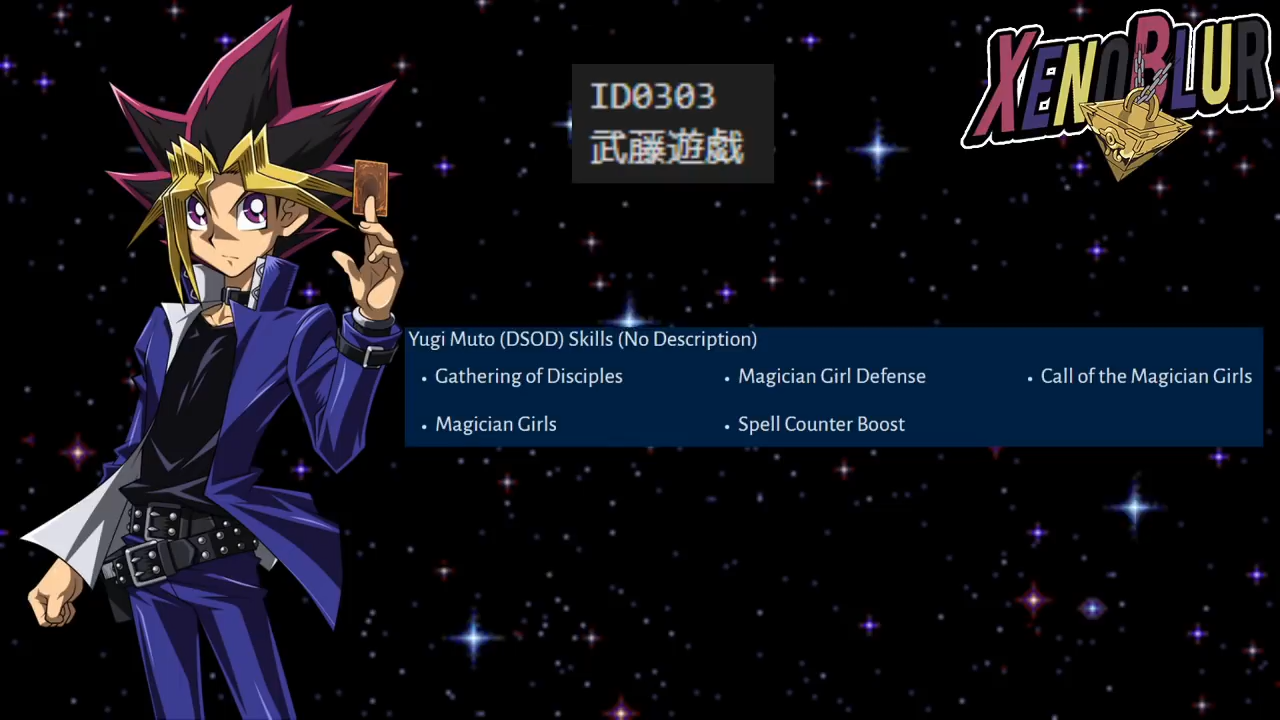 XENOBLUR
ID0303
武藤遊戯
Yugi Muto (DSOD) Skills (No Description)
• Gathering of Disciples • Magician Girl Defense • Call of the Magician Girls
• Magician Girls • Spell Counter Boost